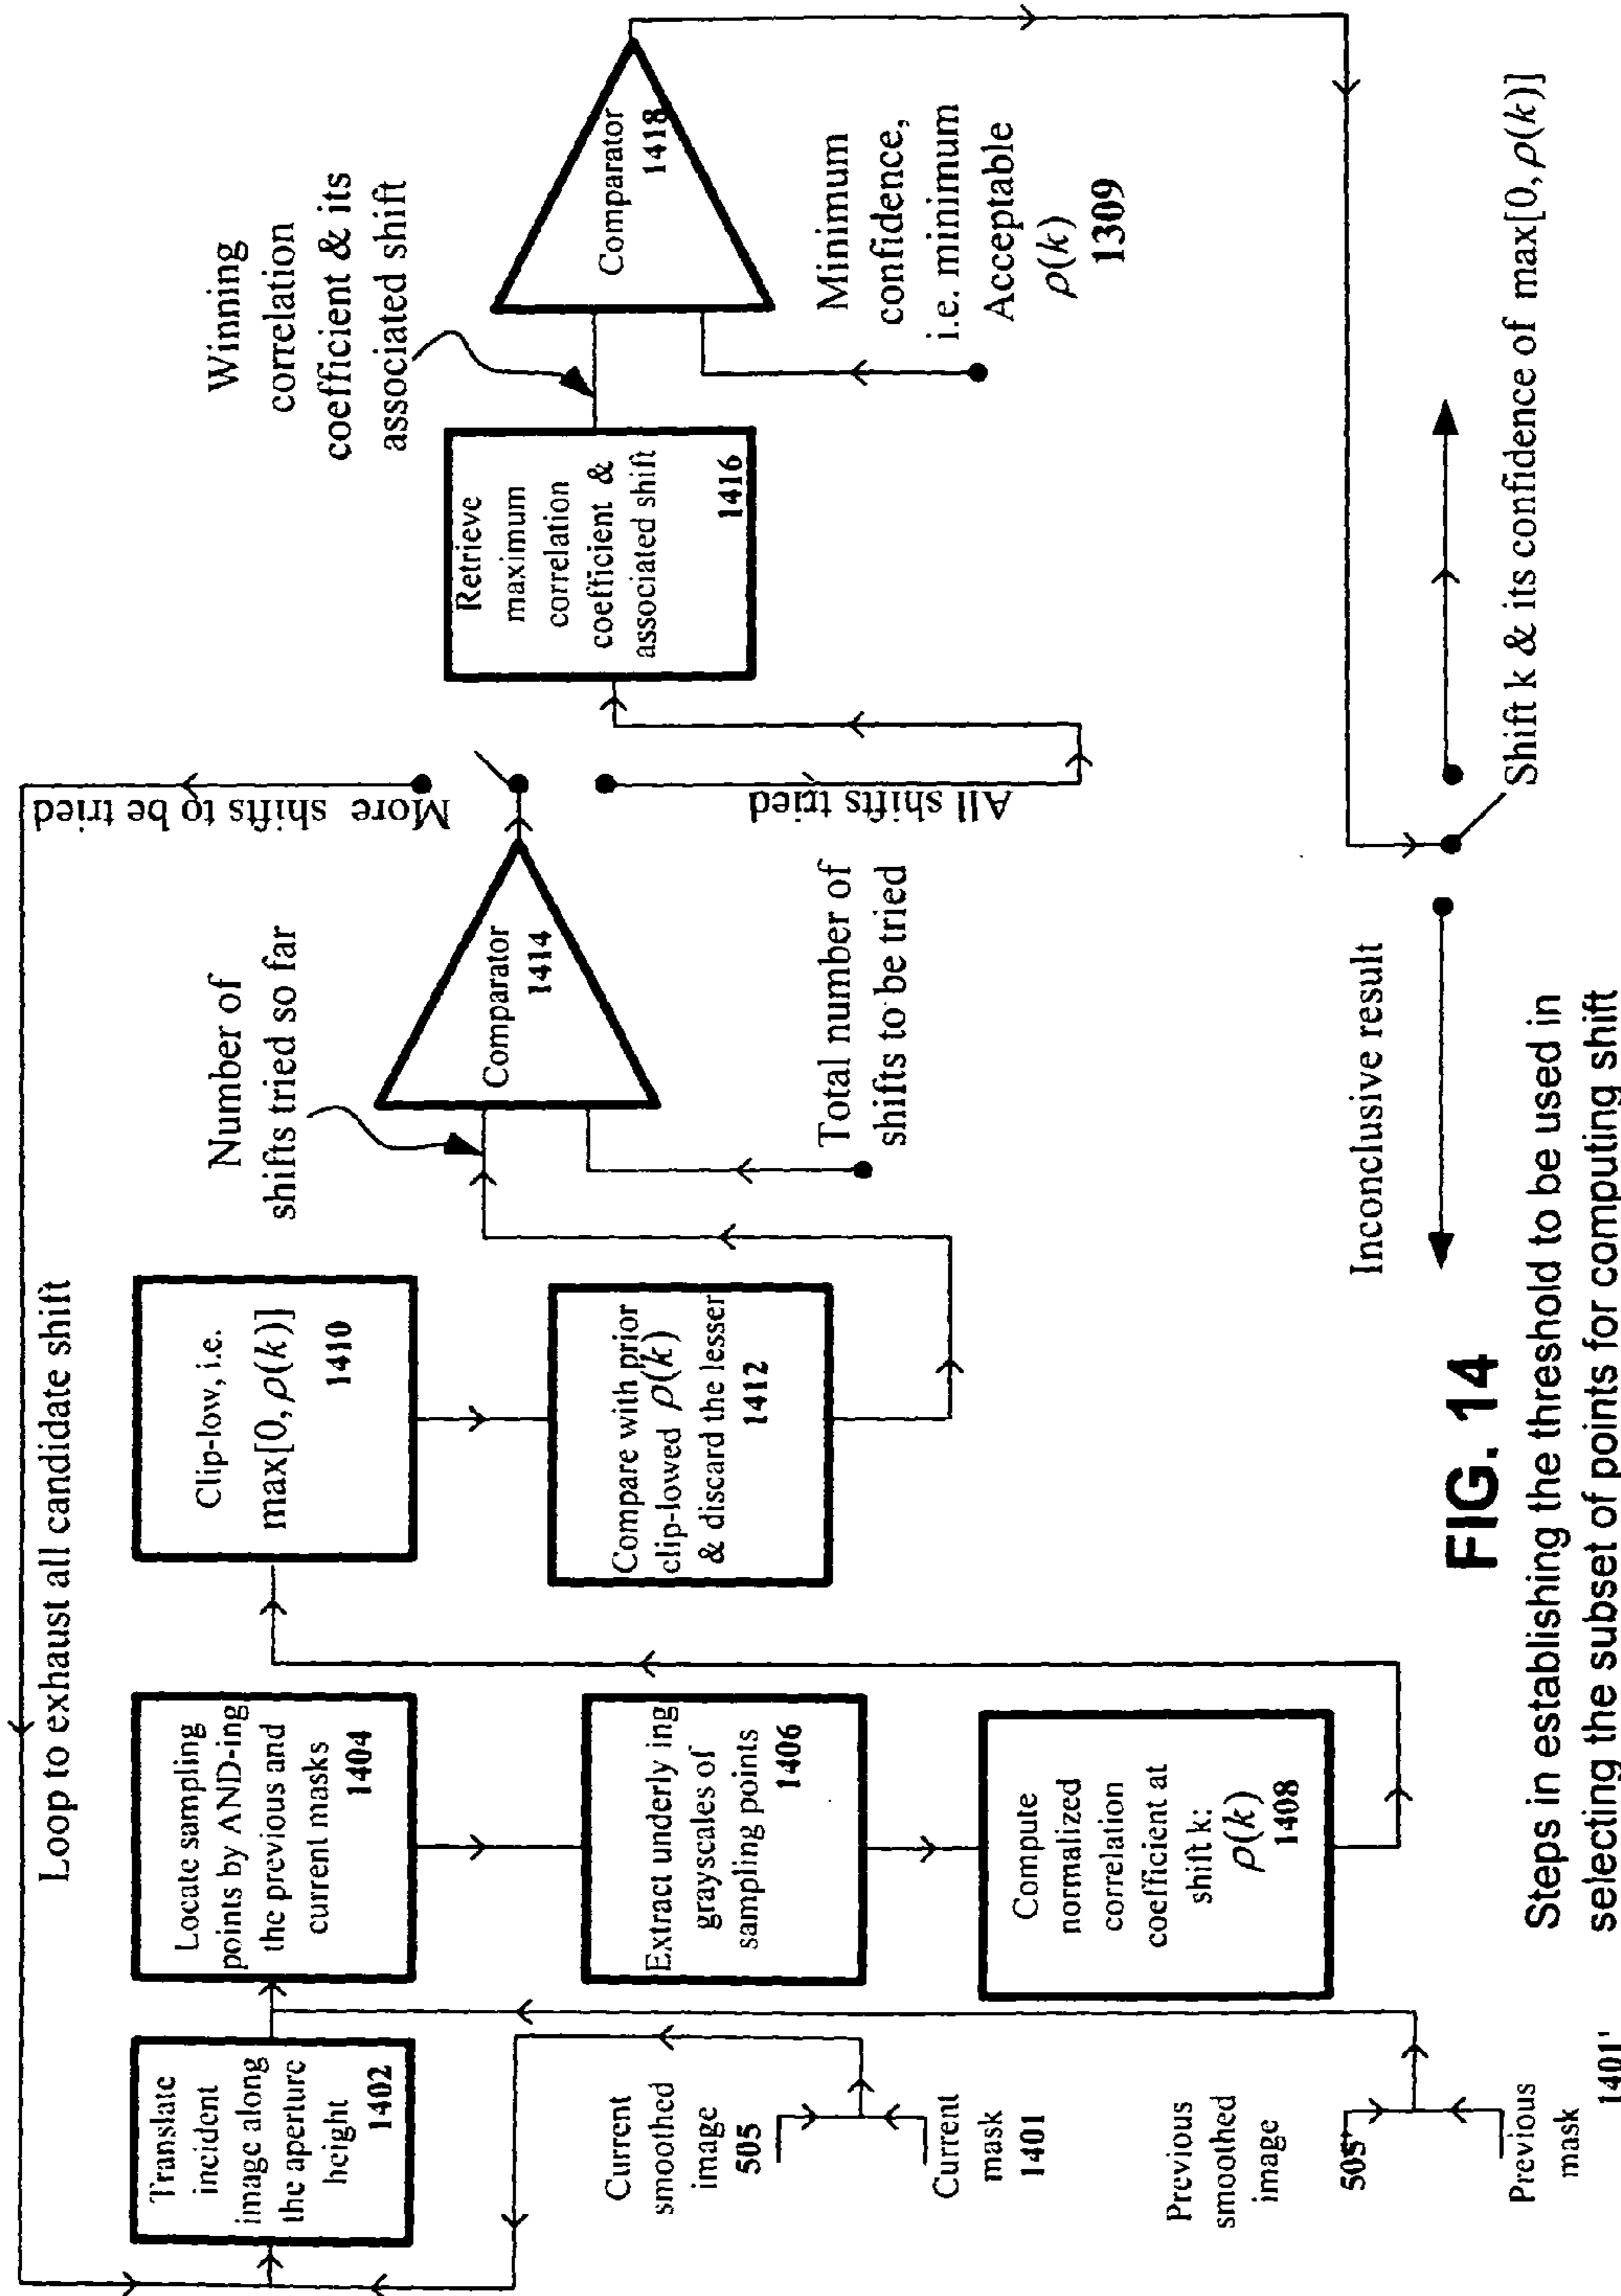 Loop to exhaust all candidate shift
Translate
incident
image along
the aperture
height
1402
Current
smoothed
image
505
Current
mask
1401
Previous
smoothed
image
505'
Previous
mask
1401'
Locate sampling
points by AND-ing
the previous and
current masks
1404
Extract underly ing
grayscales of
sampling points
1406
Compute
normalized
correlation
coefficient at
shift k:
ρ(k)
1408
Clip-low, i.e.
max[0, ρ(k)]
1410
Compare with prior
clip-lowed ρ(k)
& discard the lesser
1412
Number of
shifts tried so far
Comparator
1414
Total number of
shifts to be tried
More shifts to be tried
All shifts tried
Retrieve
maximum
correlation
coefficient &
associated shift
1416
Winning
correlation
coefficient & its
associated shift
Comparator
1418
Minimum
confidence,
i.e. minimum
Acceptable
ρ(k)
1309
Inconclusive result
Shift k & its confidence of max[0, ρ(k)]
FIG. 14
Steps in establishing the threshold to be used in
selecting the subset of points for computing shift